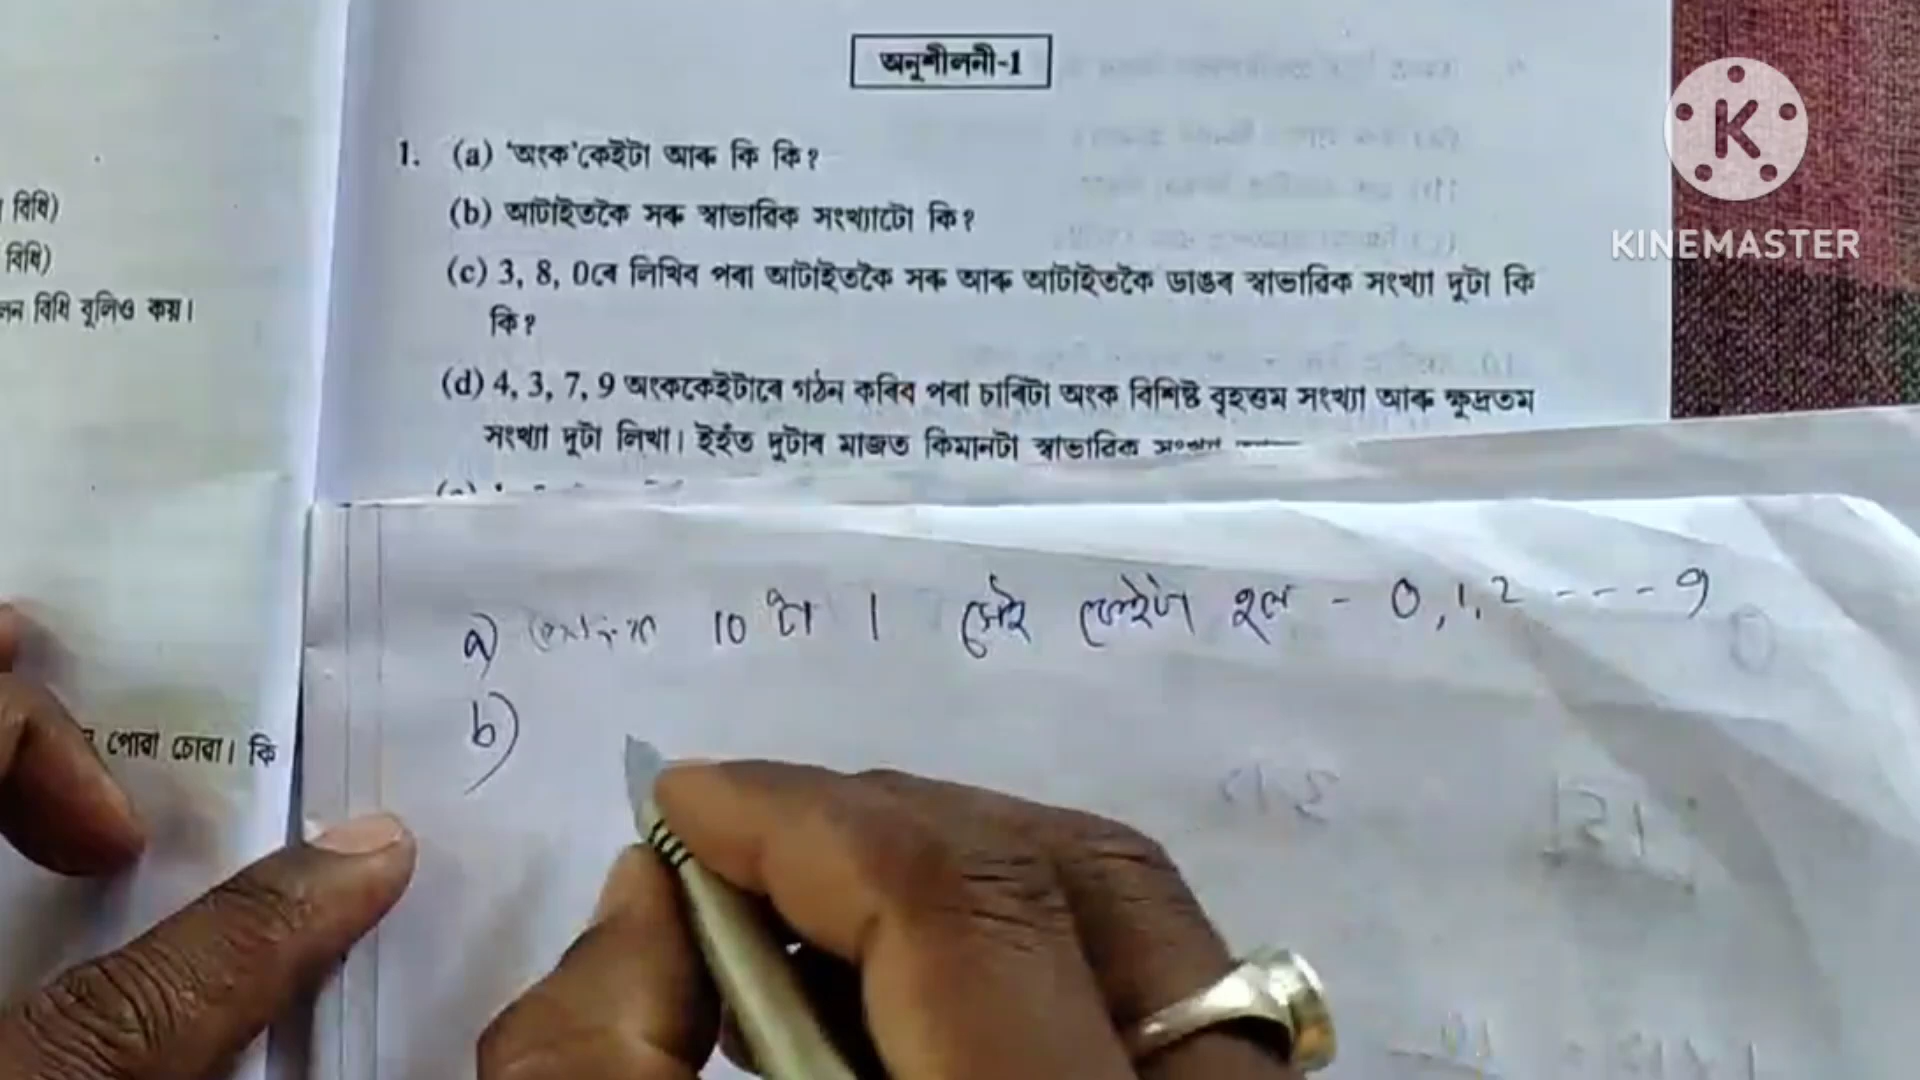 অনুশীলনী-1
1. (a) ‘অংক’কেইটা আৰু কি কি?
(b) আটাইতকৈ সৰু স্বাভাৱিক সংখ্যাটো কি?
(c) 3, 8, 0ৰে লিখিব পৰা আটাইতকৈ সৰু আৰু আটাইতকৈ ডাঙৰ স্বাভাৱিক সংখ্যা দুটা কি
কি?
(d) 4, 3, 7, 9 অংককেইটাৰে গঠন কৰিব পৰা চাৰিটা অংক বিশিষ্ট বৃহত্তম সংখ্যা আৰু ক্ষুদ্ৰতম
সংখ্যা দুটা লিখা। ইহঁত দুটাৰ মাজত কিমানটা স্বাভাৱিক সংখ্যা
বিধি)
বিধি)
বিধি বুলিও কয়।
পোৱা চোৱা। কি
a) 10 টা । সেই কেইটা হল - 0, 1, 2 - - - - 9
b)
K
KINEMASTER